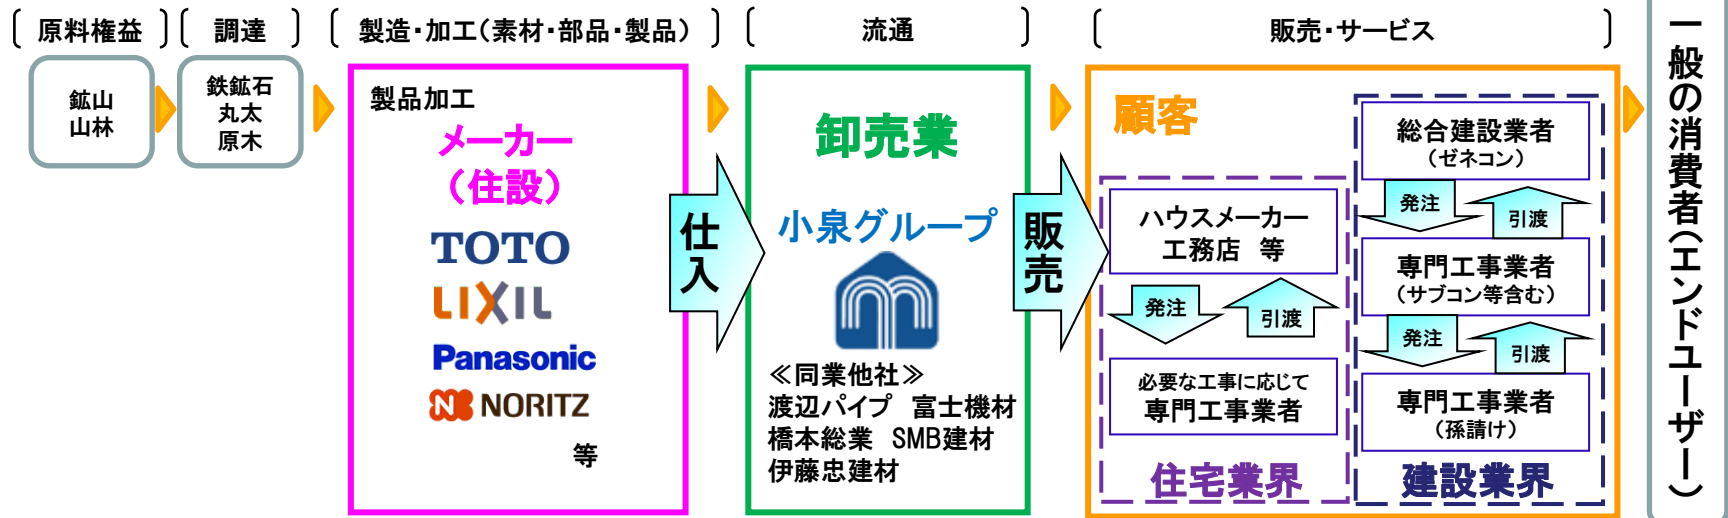 〔 原料権益 〕
鉱山
山林
〔 調達 〕
鉄鉱石
丸太
原木
〔 製造・加工(素材・部品・製品) 〕
製品加工
メーカー
(住設)
TOTO
LIXIL
Panasonic
N NORITZ
等
仕入
〔 流通 〕
卸売業
小泉グループ
≪同業他社≫
渡辺パイプ 富士機材
橋本総業 SMB建材
伊藤忠建材
販売
〔 販売・サービス 〕
顧客
ハウスメーカー
工務店 等
発注
引渡
必要な工事に応じて
専門工事業者
住宅業界
総合建設業者
(ゼネコン)
発注
引渡
専門工事業者
(サブコン等含む)
発注
引渡
専門工事業者
(孫請け)
建設業界
一般の消費者(エンドユーザー)